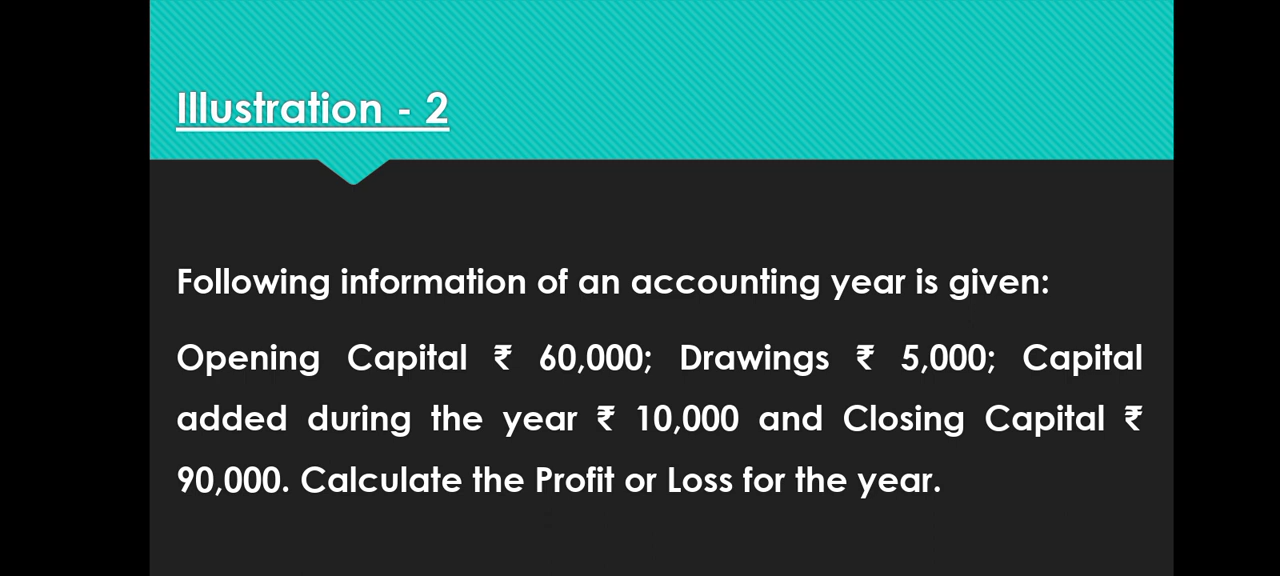 Illustration - 2
Following information of an accounting year is given:
Opening Capital ₹ 60,000; Drawings ₹ 5,000; Capital
added during the year ₹ 10,000 and Closing Capital ₹
90,000. Calculate the Profit or Loss for the year.